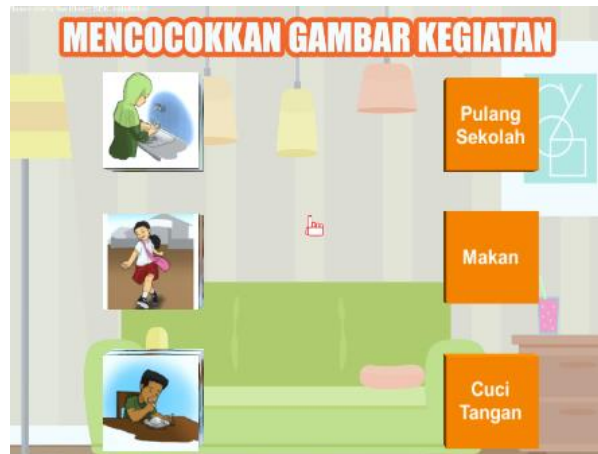 MENCOCOKKAN GAMBAR KEGIATAN
Pulang
Sekolah
Makan
Cuci
Tangan